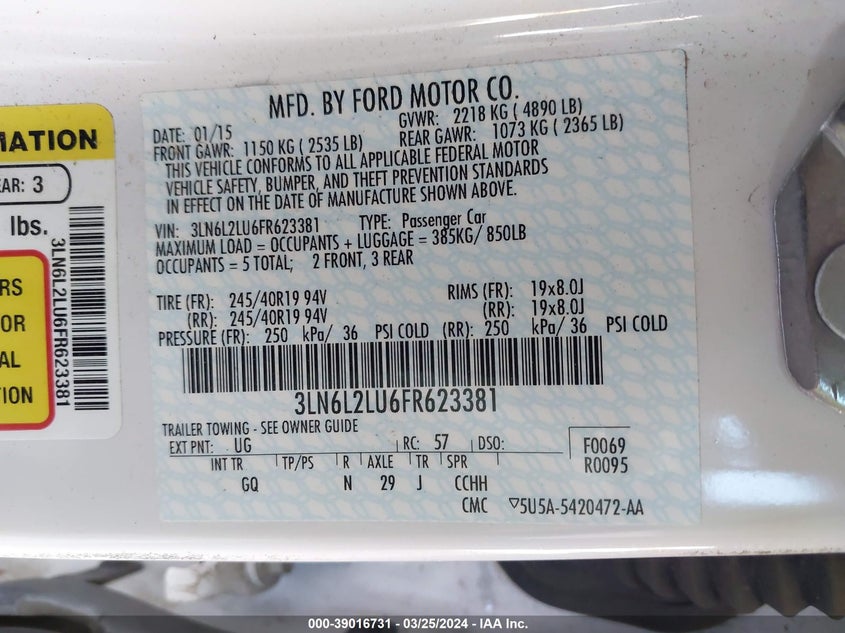 MATION
EAR: 3
lbs.
RS
OR
AL
TION
3LN6L2LU6FR623381
MFD. BY FORD MOTOR CO.
DATE: 01/15 GVWR: 2218 KG ( 4890 LB)
FRONT GAWR: 1150 KG ( 2535 LB) REAR GAWR: 1073 KG ( 2365 LB)
THIS VEHICLE CONFORMS TO ALL APPLICABLE FEDERAL MOTOR
VEHICLE SAFETY, BUMPER, AND THEFT PREVENTION STANDARDS
IN EFFECT ON THE DATE OF MANUFACTURE SHOWN ABOVE.
VIN: 3LN6L2LU6FR623381 TYPE: Passenger Car
MAXIMUM LOAD = OCCUPANTS + LUGGAGE = 385KG/ 850LB
OCCUPANTS = 5 TOTAL; 2 FRONT, 3 REAR
TIRE (FR): 245/40R19 94V RIMS (FR): 19x8.0J
(RR): 245/40R19 94V (RR): 19x8.0J
PRESSURE (FR): 250 kPa/ 36 PSI COLD (RR): 250 kPa/ 36 PSI COLD
3LN6L2LU6FR623381
TRAILER TOWING - SEE OWNER GUIDE
EXT PNT: UG RC: 57 DSO: F0069
INT TR TP/PS R AXLE TR SPR R0095
GQ N 29 J CCHH
CMC ▽5U5A-5420472-AA
000-39016731 - 03/25/2024 - IAA Inc.